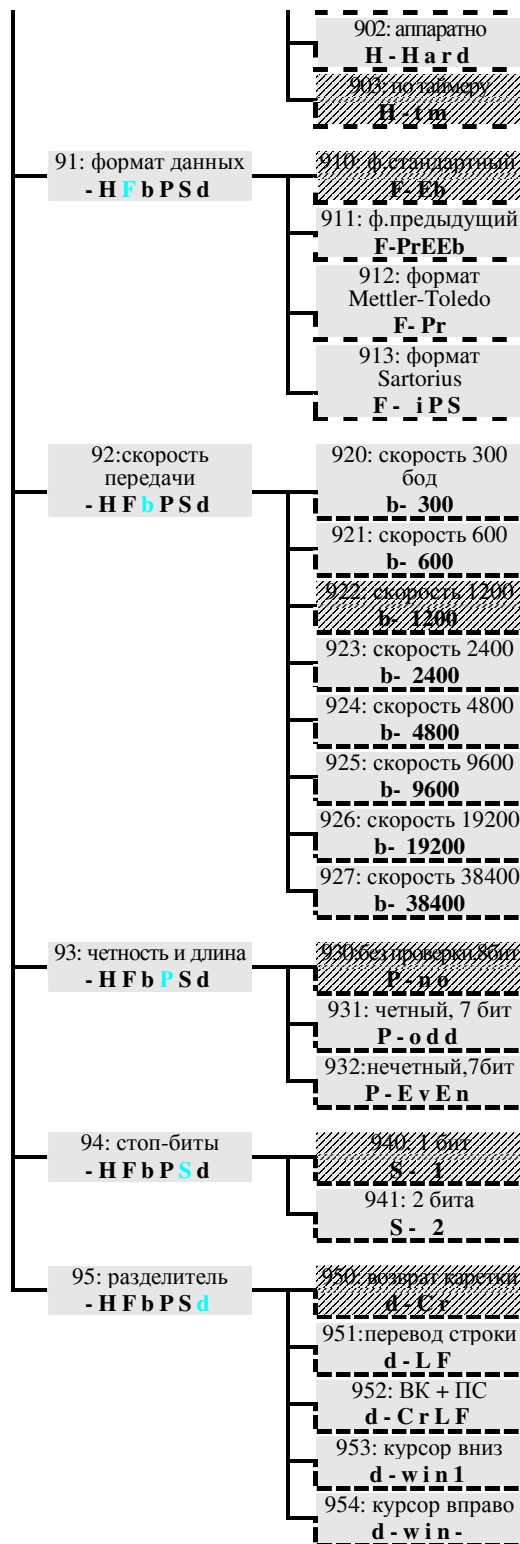 902: аппаратно
H - H a r d
903: по таймеру
H - t m
91: формат данных
- H F b P S d
910: ф.стандартный
F- Eb
911: ф.предыдущий
F-PrEEb
912: формат
Mettler-Toledo
F- Pr
913: формат
Sartorius
F - i P S
92:скорость
передачи
- H F b P S d
920: скорость 300
бод
b- 300
921: скорость 600
b- 600
922: скорость 1200
b- 1200
923: скорость 2400
b- 2400
924: скорость 4800
b- 4800
925: скорость 9600
b- 9600
926: скорость 19200
b- 19200
927: скорость 38400
b- 38400
93: четность и длина
- H F b P S d
930:без проверки,8бит
P - n o
931: четный, 7 бит
P - o d d
932:нечетный,7бит
P - E v E n
94: стоп-биты
- H F b P S d
940: 1 бит
S - 1
941: 2 бита
S - 2
95: разделитель
- H F b P S d
950: возврат каретки
d - C r
951:перевод строки
d - L F
952: ВК + ПС
d - C r L F
953: курсор вниз
d - w i n 1
954: курсор вправо
d - w i n -